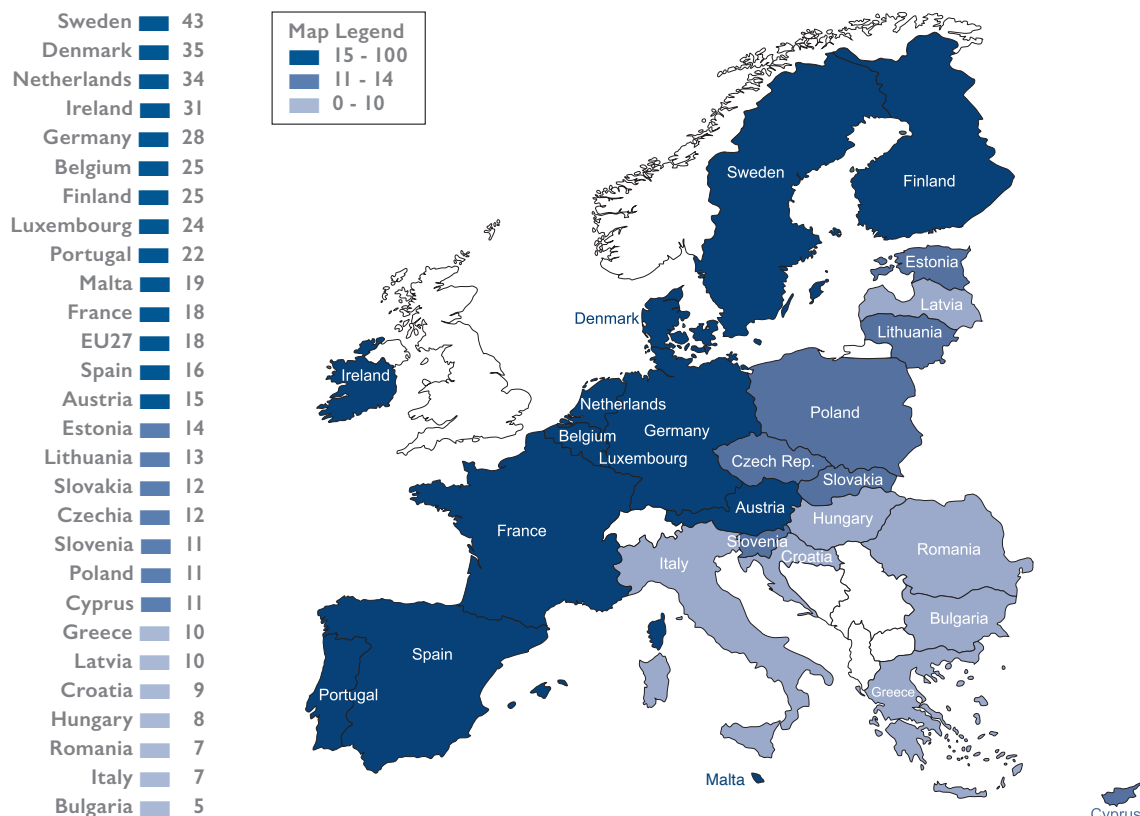 Sweden 43
Denmark 35
Netherlands 34
Ireland 31
Germany 28
Belgium 25
Finland 25
Luxembourg 24
Portugal 22
Malta 19
France 18
EU27 18
Spain 16
Austria 15
Estonia 14
Lithuania 13
Slovakia 12
Czechia 12
Slovenia 11
Poland 11
Cyprus 11
Greece 10
Latvia 10
Croatia 9
Hungary 8
Romania 7
Italy 7
Bulgaria 5
Map Legend
15 - 100
11 - 14
0 - 10
Sweden
Finland
Estonia
Latvia
Denmark
Lithuania
Ireland
Netherlands
Poland
Belgium
Germany
Luxembourg
Czech Rep.
Slovakia
Austria
Hungary
France
Slovenia
Croatia
Romania
Italy
Bulgaria
Spain
Portugal
Greece
Malta
Cyprus